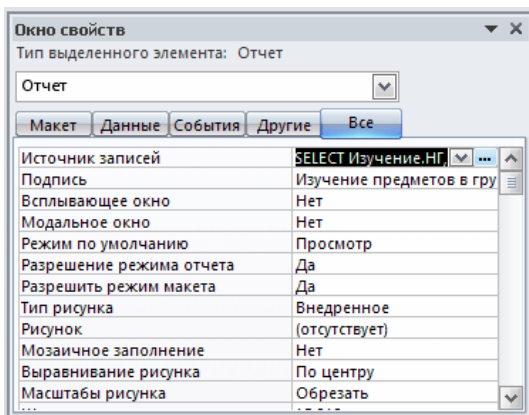 Окно свойств
Тип выделенного элемента: Отчет
Отчет
Макет Данные События Другие Все
Источник записей SELECT Изучение.НГ, ...
Подпись Изучение предметов в гру
Всплывающее окно Нет
Модальное окно Нет
Режим по умолчанию Просмотр
Разрешение режима отчета Да
Разрешить режим макета Да
Тип рисунка Внедренное
Рисунок (отсутствует)
Мозаичное заполнение Нет
Выравнивание рисунка По центру
Масштабы рисунка Обрезать